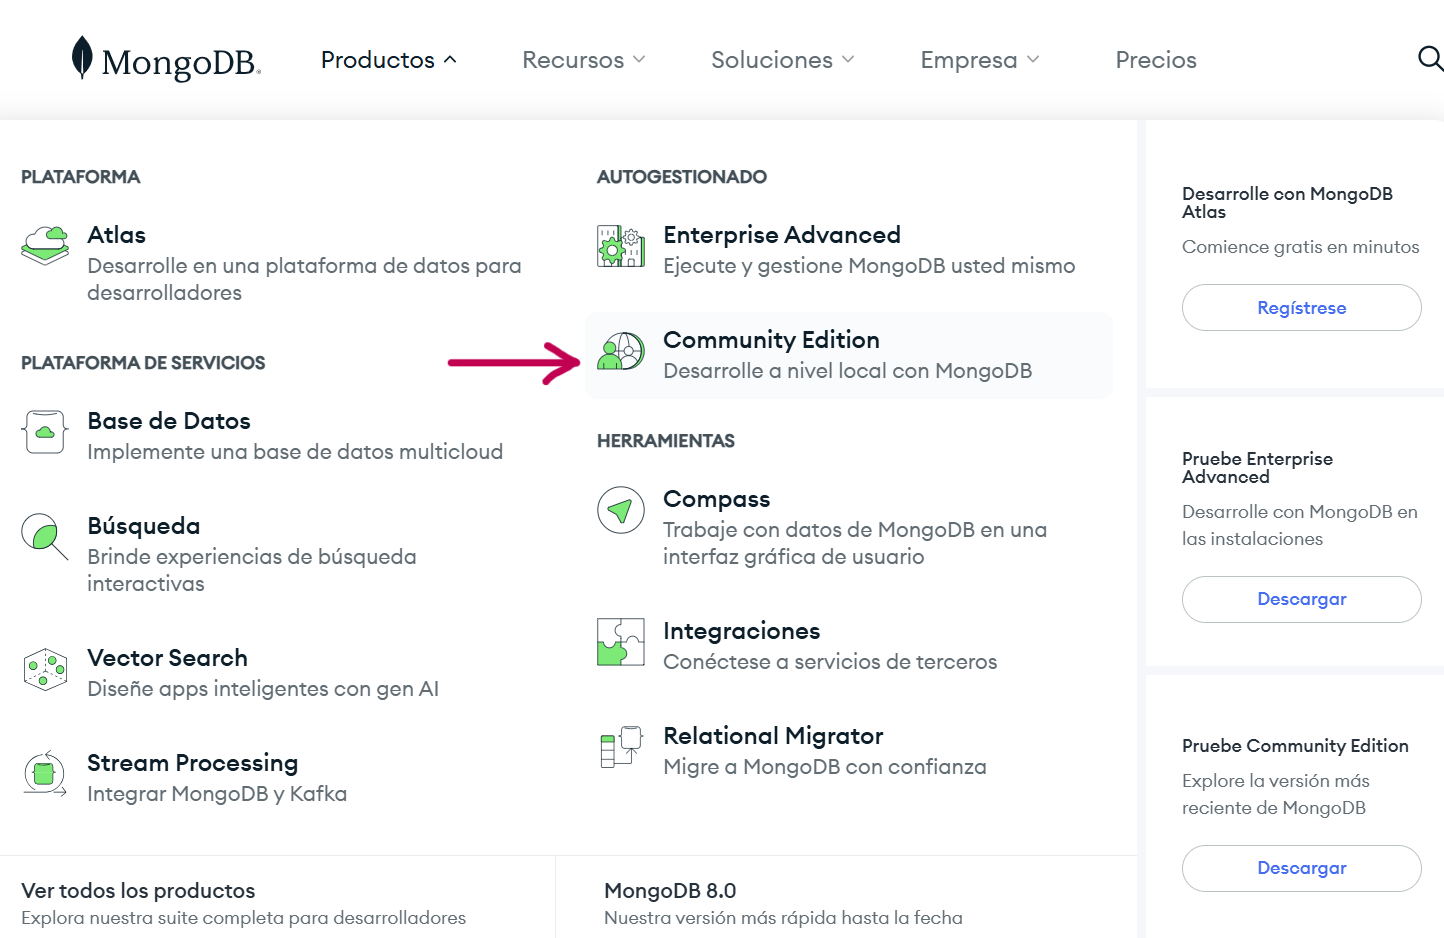 MongoDB®
Productos
Recursos
Soluciones
Empresa
Precios
PLATAFORMA
Atlas
Desarrolle en una plataforma de datos para
desarrolladores
PLATAFORMA DE SERVICIOS
Base de Datos
Implemente una base de datos multicloud
Búsqueda
Brinde experiencias de búsqueda
interactivas
Vector Search
Diseñe apps inteligentes con gen AI
Stream Processing
Integrar MongoDB y Kafka
AUTOGESTIONADO
Enterprise Advanced
Ejecute y gestione MongoDB usted mismo
Community Edition
Desarrolle a nivel local con MongoDB
HERRAMIENTAS
Compass
Trabaje con datos de MongoDB en una
interfaz gráfica de usuario
Integraciones
Conéctese a servicios de terceros
Relational Migrator
Migre a MongoDB con confianza
Ver todos los productos
Explora nuestra suite completa para desarrolladores
MongoDB 8.0
Nuestra versión más rápida hasta la fecha
Desarrolle con MongoDB
Atlas
Comience gratis en minutos
Regístrese
Pruebe Enterprise
Advanced
Desarrolle con MongoDB en
las instalaciones
Descargar
Pruebe Community Edition
Explore la versión más
reciente de MongoDB
Descargar